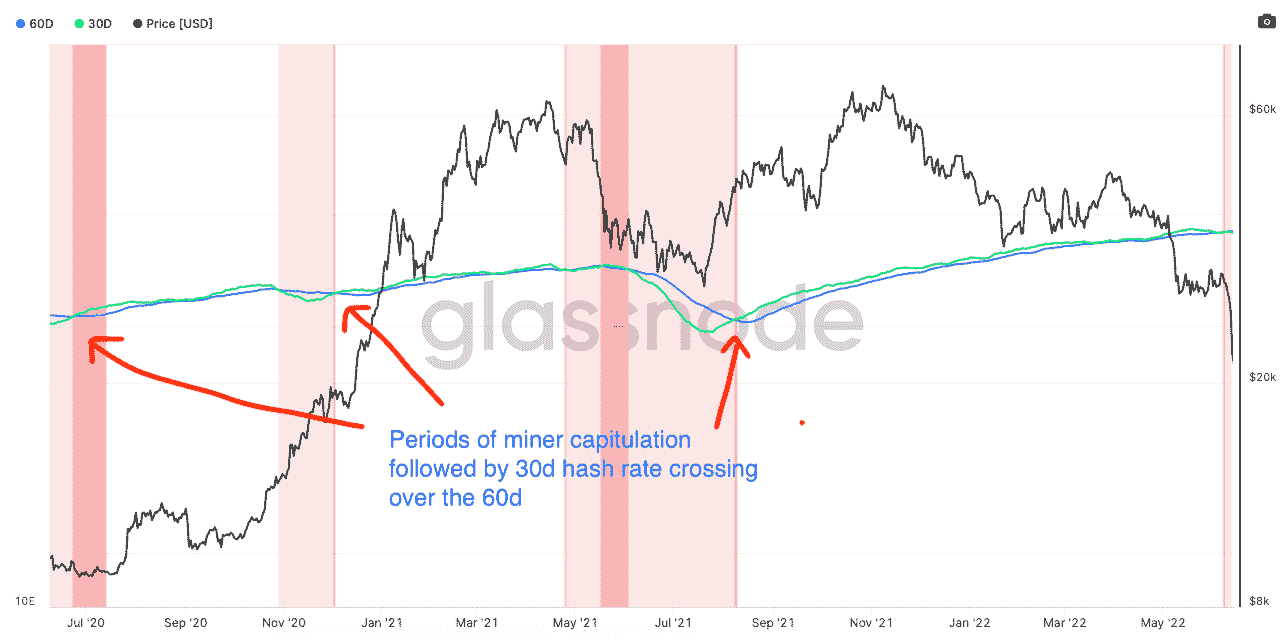 60D 30D Price [USD]
$60k
glassnode
$20k
Periods of miner capitulation
followed by 30d hash rate crossing
over the 60d
10E
$8k
Jul '20 Sep '20 Nov '20 Jan '21 Mar '21 May '21 Jul '21 Sep '21 Nov '21 Jan '22 Mar '22 May '22